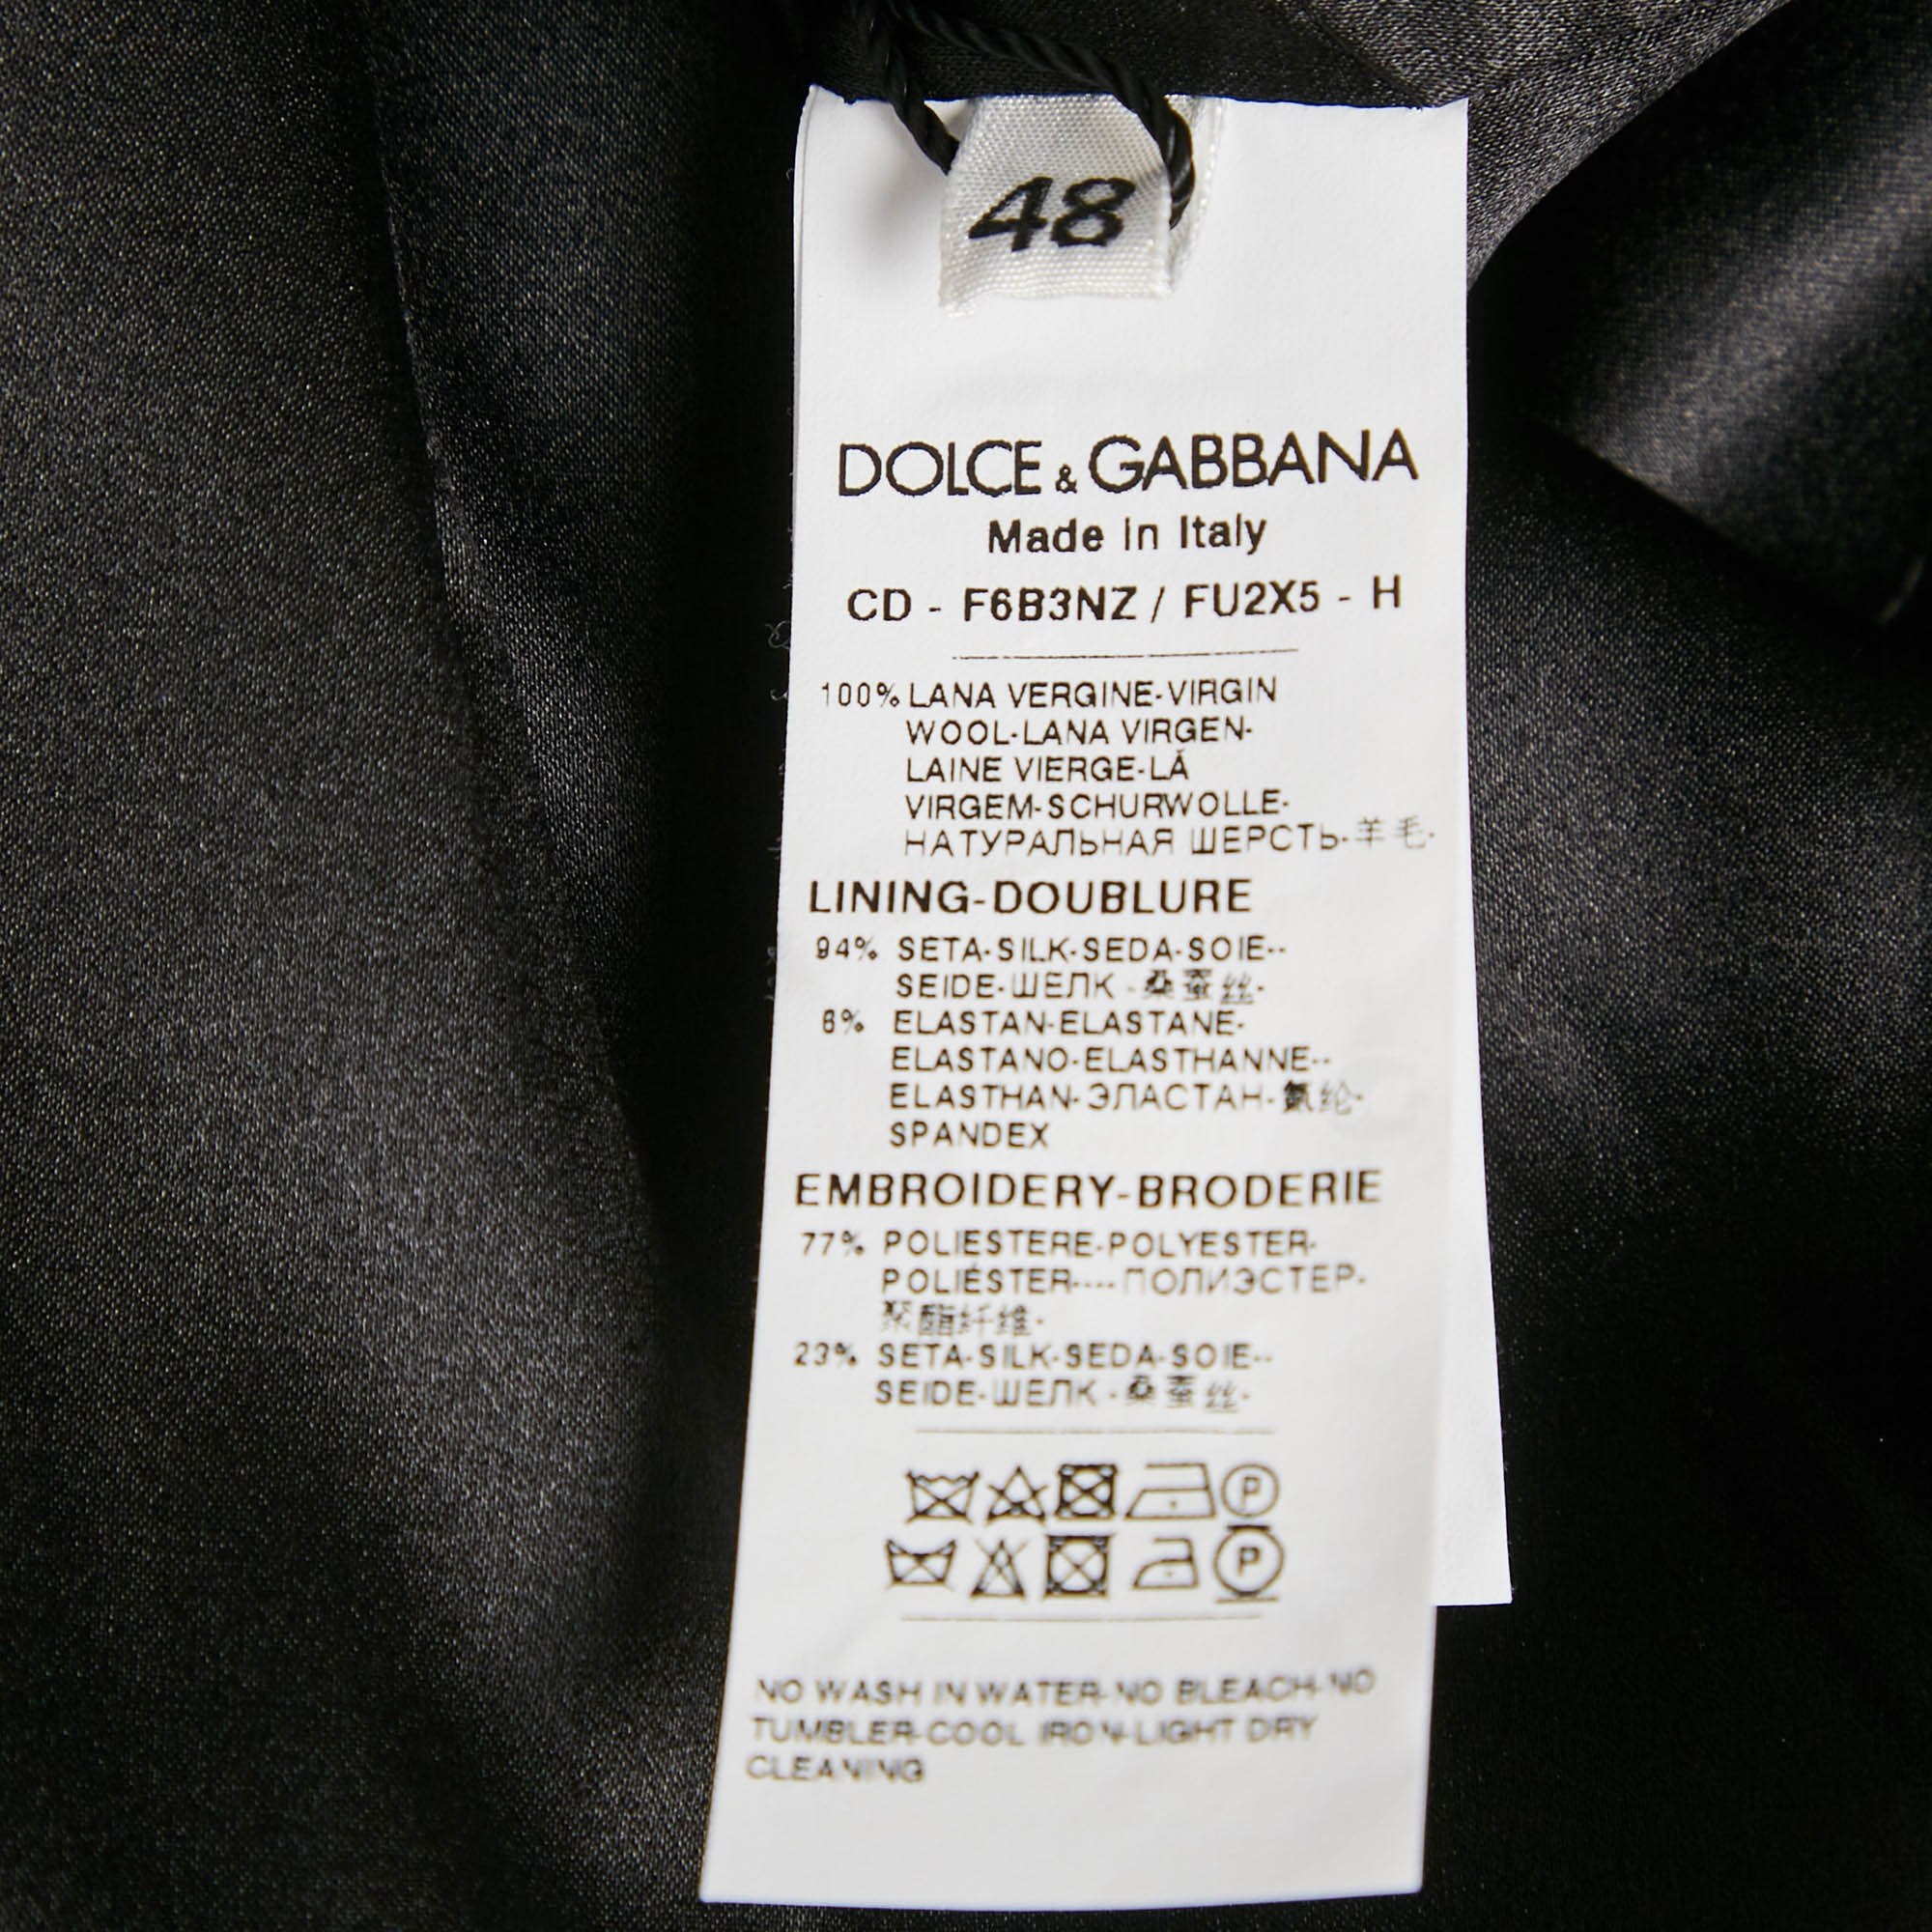 48
DOLCE & GABBANA
Made in Italy
CD - F6B3NZ / FU2X5 - H
100% LANA VERGINE-VIRGIN
WOOL-LANA VIRGEN-
LAINE VIERGE-LÃ
VIRGEM-SCHURWOLLE-
НАТУРАЛЬНАЯ ШЕРСТЬ-羊毛-
LINING-DOUBLURE
94% SETA-SILK-SEDA-SOIE--
SEIDE-ШЕЛК -桑蚕丝-
6% ELASTAN-ELASTANE-
ELASTANO-ELASTHANNE--
ELASTHAN-ЭЛАСТАН-氨纶-
SPANDEX
EMBROIDERY-BRODERIE
77% POLIESTERE-POLYESTER-
POLIÉSTER----ПОЛИЭСТЕР-
聚酯纤维-
23% SETA-SILK-SEDA-SOIE--
SEIDE-ШЕЛК -桑蚕丝-
P
P
NO WASH IN WATER-NO BLEACH-NO
TUMBLER-COOL IRON-LIGHT DRY
CLEANING